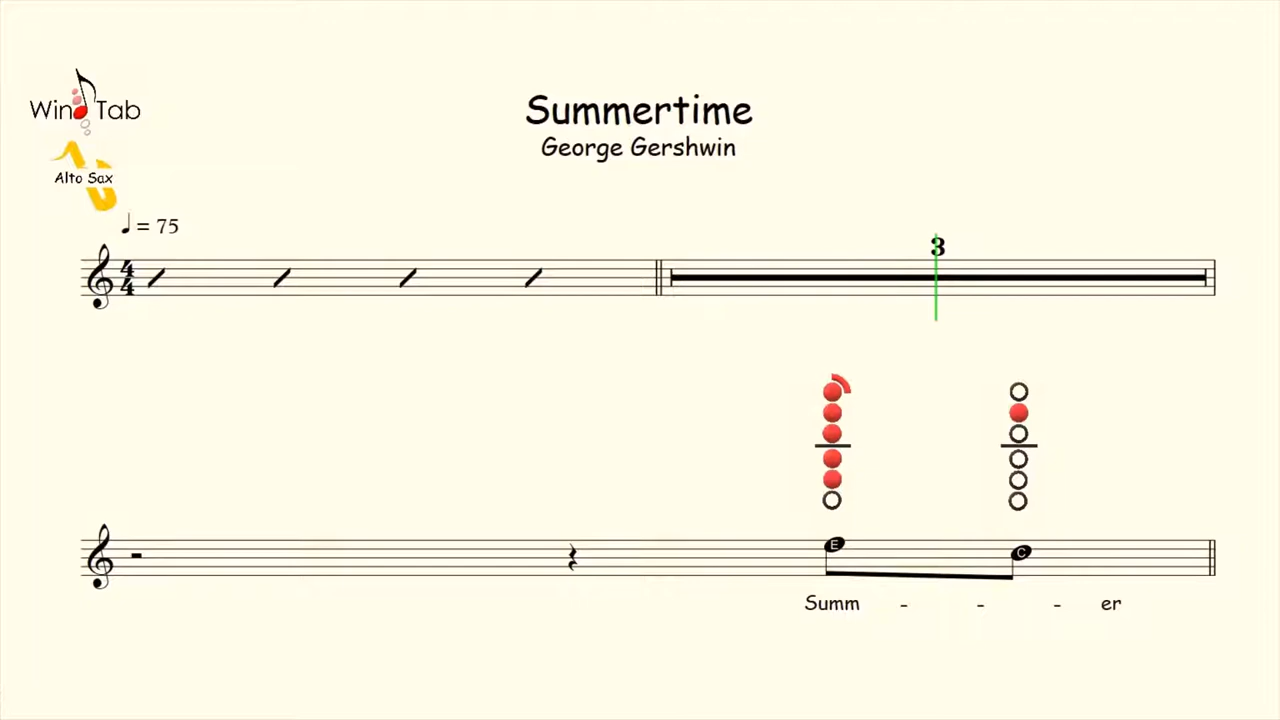 Summertime
George Gershwin
Wind Tab
Alto Sax
♩ = 75
4
4
3
E
C
Summ - - - er